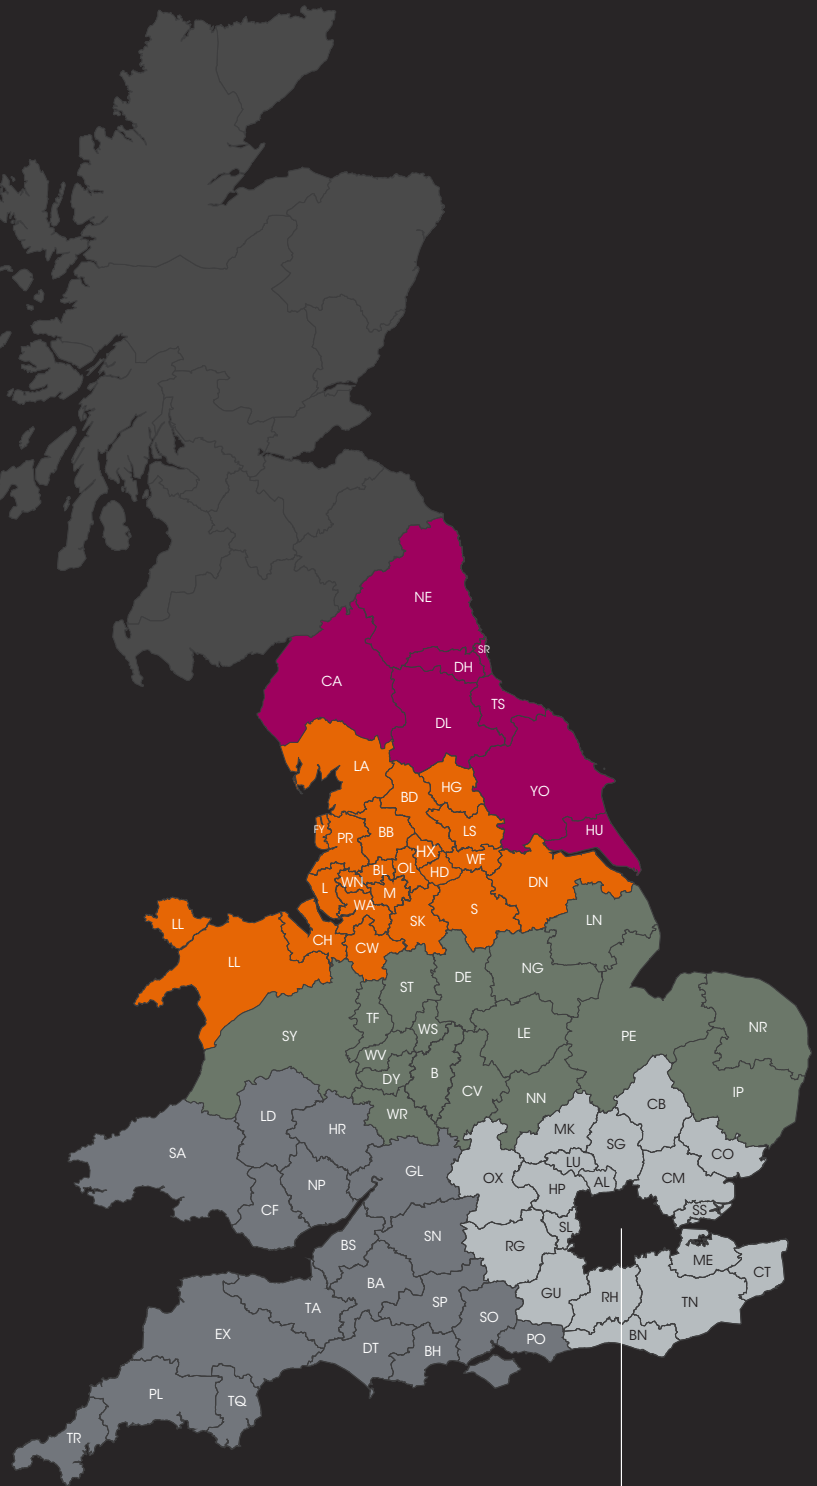 NE
SR
DH
CA
TS
DL
LA
HG
YO
BD
FY
PR
BB
LS
HU
HX
WF
BL
OL
HD
L
WN
M
DN
WA
S
LL
SK
LN
CH
CW
LL
NG
DE
ST
TF
WS
LE
SY
PE
NR
WV
DY
B
CV
NN
IP
WR
CB
LD
HR
MK
SG
SA
CO
LU
GL
OX
HP
AL
CM
NP
CF
SS
SL
SN
BS
RG
ME
CT
BA
GU
RH
TN
SP
TA
SO
EX
PO
BN
DT
BH
PL
TQ
TR